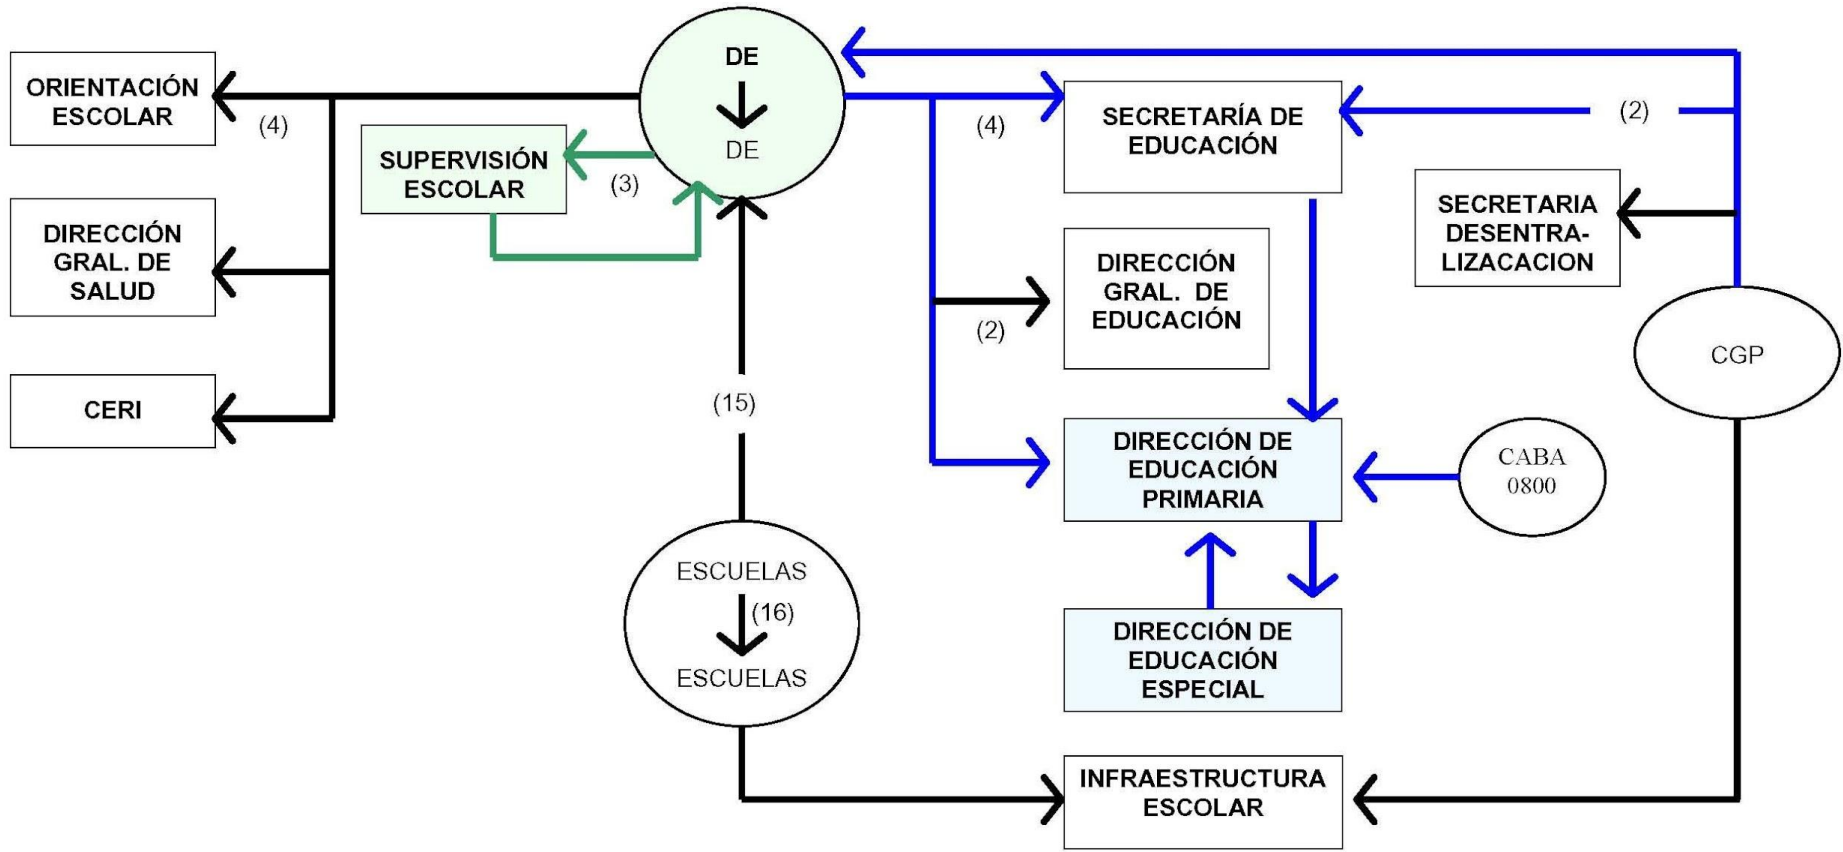 ORIENTACIÓN
ESCOLAR
(4)
DIRECCIÓN
GRAL. DE
SALUD
CERI
SUPERVISIÓN
ESCOLAR
(3)
DE
DE
(15)
ESCUELAS
(16)
ESCUELAS
(4)
(2)
SECRETARÍA DE
EDUCACIÓN
DIRECCIÓN
GRAL. DE
EDUCACIÓN
DIRECCIÓN DE
EDUCACIÓN
PRIMARIA
DIRECCIÓN DE
EDUCACIÓN
ESPECIAL
INFRAESTRUCTURA
ESCOLAR
(2)
SECRETARIA
DESENTRA-
LIZACACION
CGP
CABA
0800